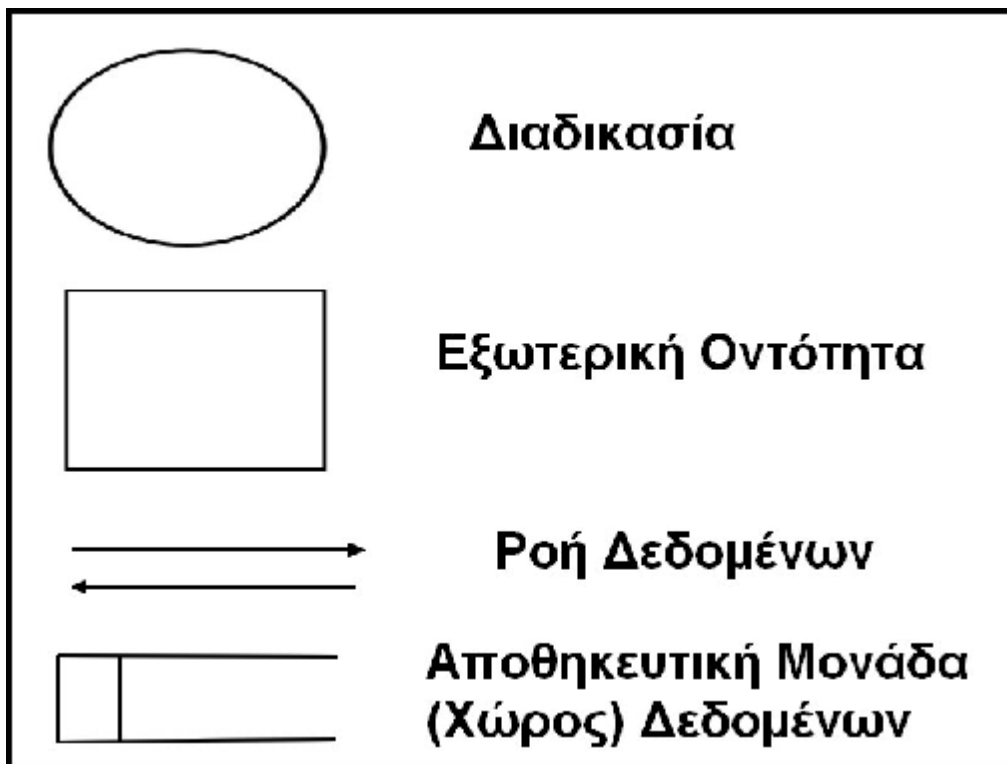 Διαδικασία
Εξωτερική Οντότητα
Ροή Δεδομένων
Αποθηκευτική Μονάδα
(Χώρος) Δεδομένων